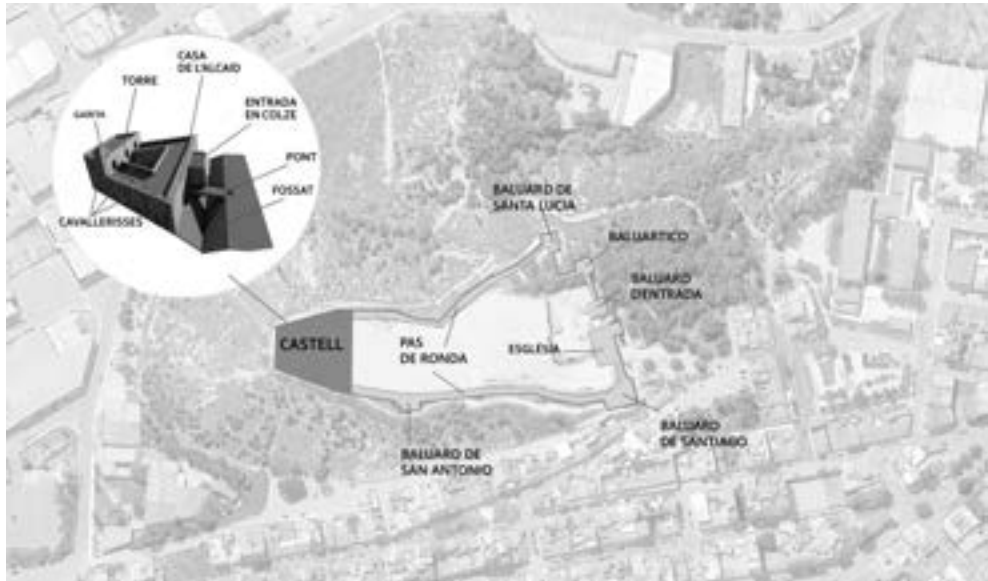 CASA
DE L'ALCAID
TORRE
GARITA
ENTRADA
EN COLZE
PONT
FOSSAT
CAVALLERISSES
BALUARD DE
SANTA LUCIA
BALUARTICO
BALUARD
D'ENTRADA
CASTELL
PAS
DE RONDA
ESGLÉSIA
BALUARD DE
SAN ANTONIO
BALUARD
DE SANTIAGO